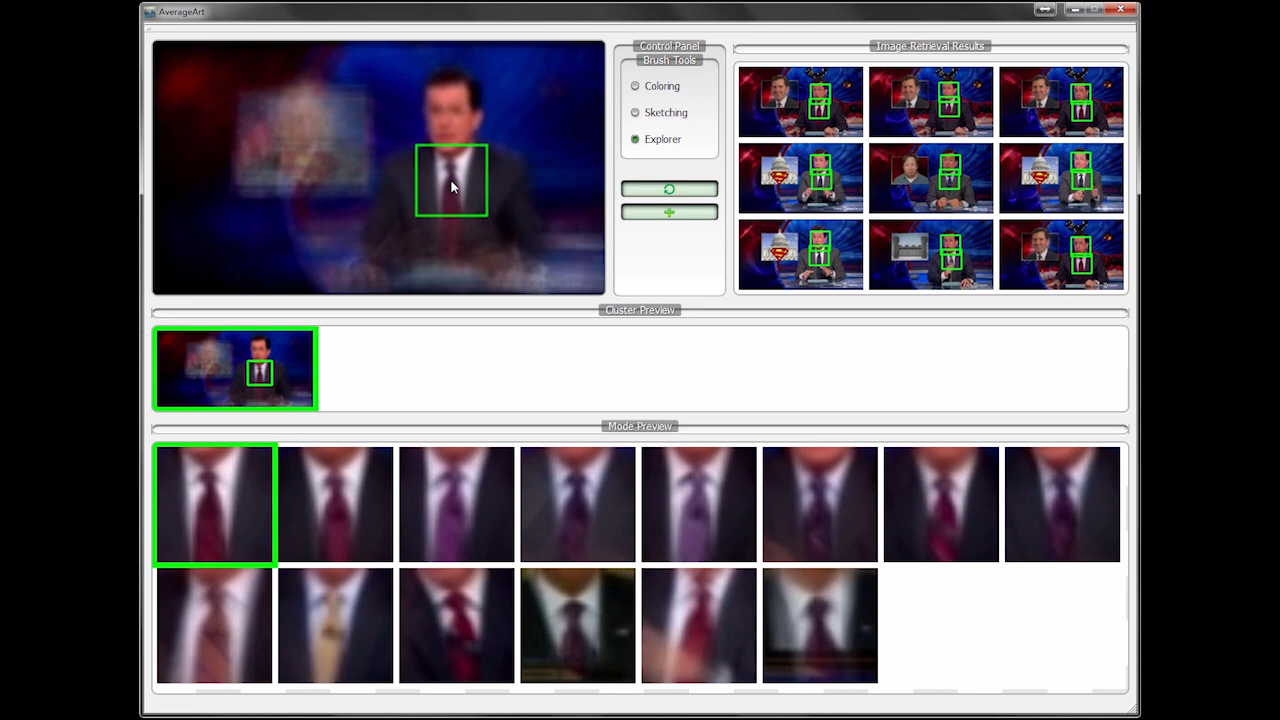 AverageArt
Control Panel
Brush Tools
Coloring
Sketching
Explorer
Image Retrieval Results
Cluster Preview
Mode Preview